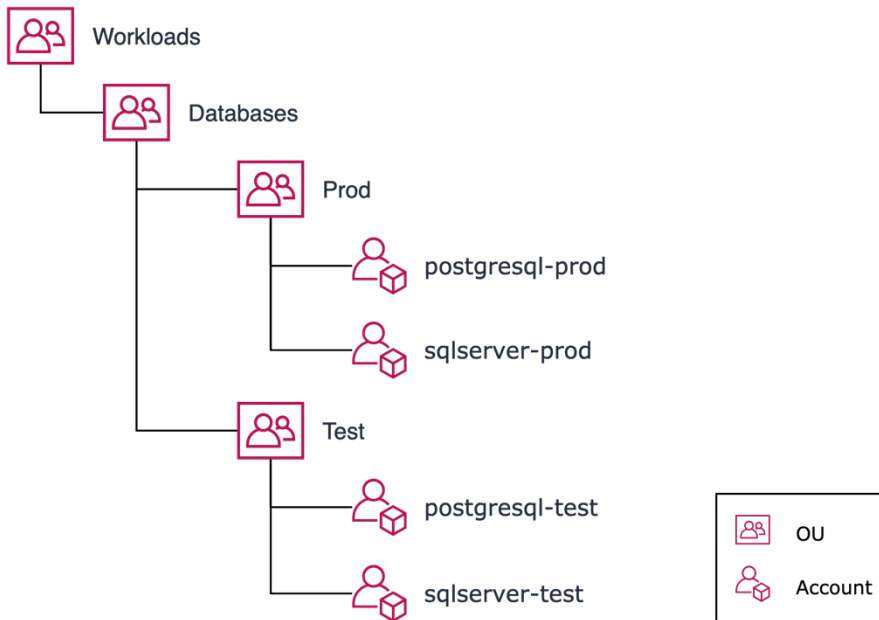 Workloads
Databases
Prod
postgresql-prod
sqlserver-prod
Test
postgresql-test
sqlserver-test
OU
Account